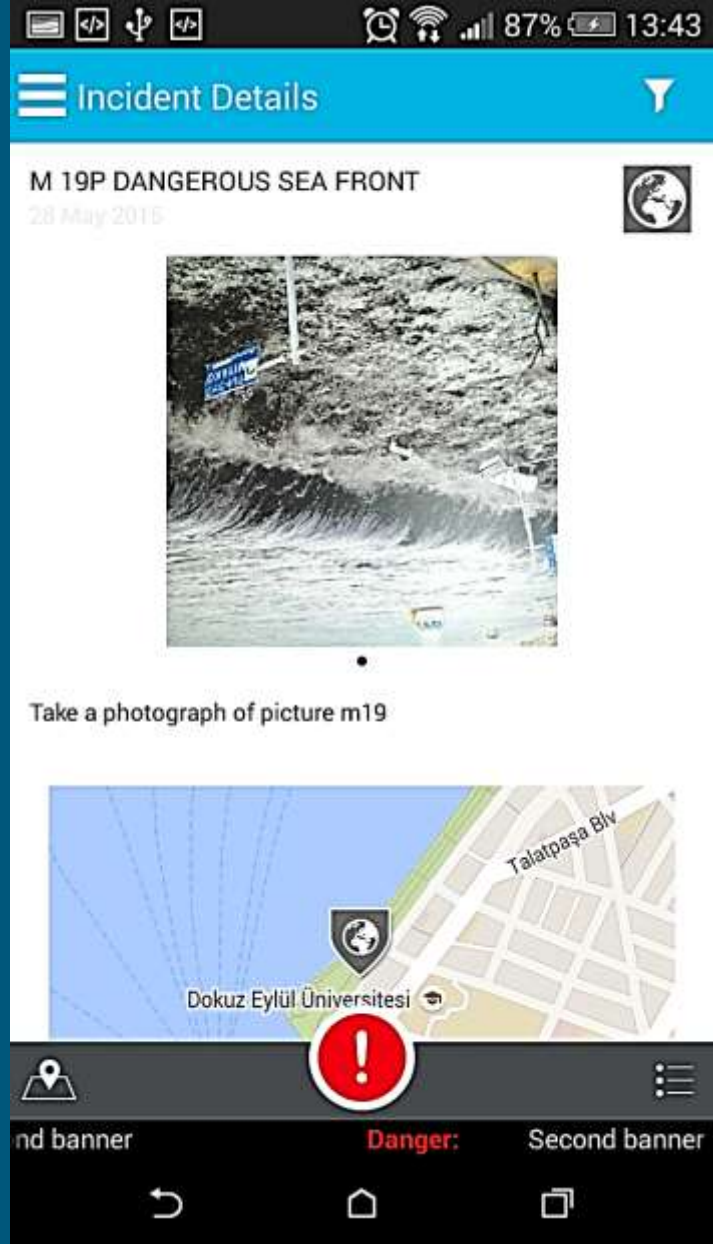 87% 13:43
Incident Details
M 19P DANGEROUS SEA FRONT
28 May 2015
Take a photograph of picture m19
Talatpaşa Blv
Dokuz Eylül Üniversitesi
!
nd banner Danger: Second banner